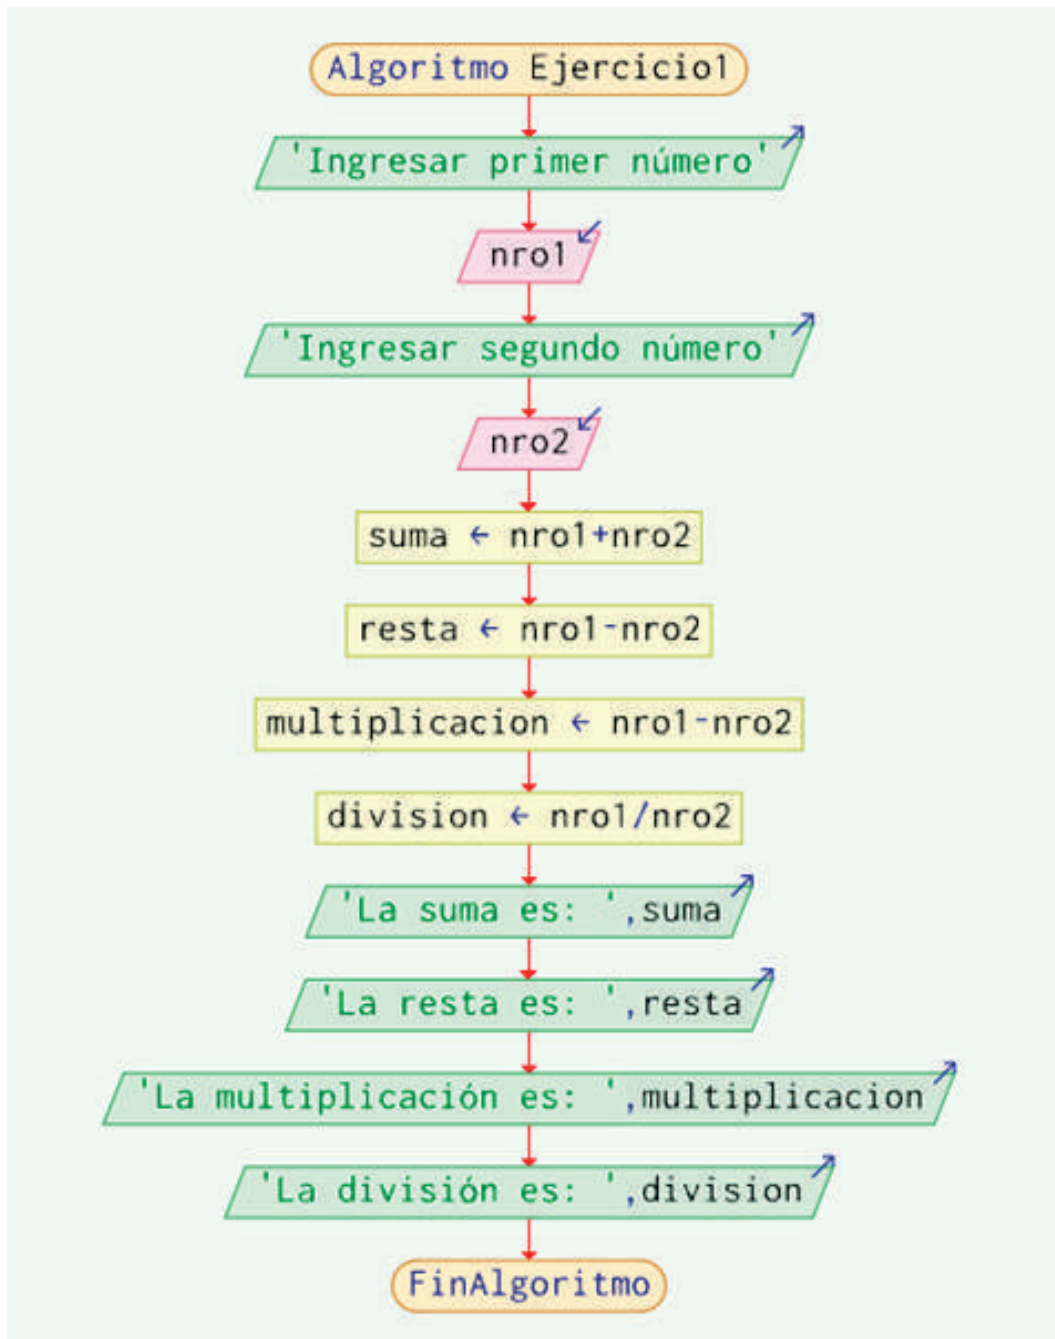 Algoritmo Ejercicio1
'Ingresar primer número'
nro1
'Ingresar segundo número'
nro2
suma ← nro1+nro2
resta ← nro1-nro2
multiplicacion ← nro1-nro2
division ← nro1/nro2
'La suma es: ',suma
'La resta es: ',resta
'La multiplicación es: ',multiplicacion
'La división es: ',division
FinAlgoritmo